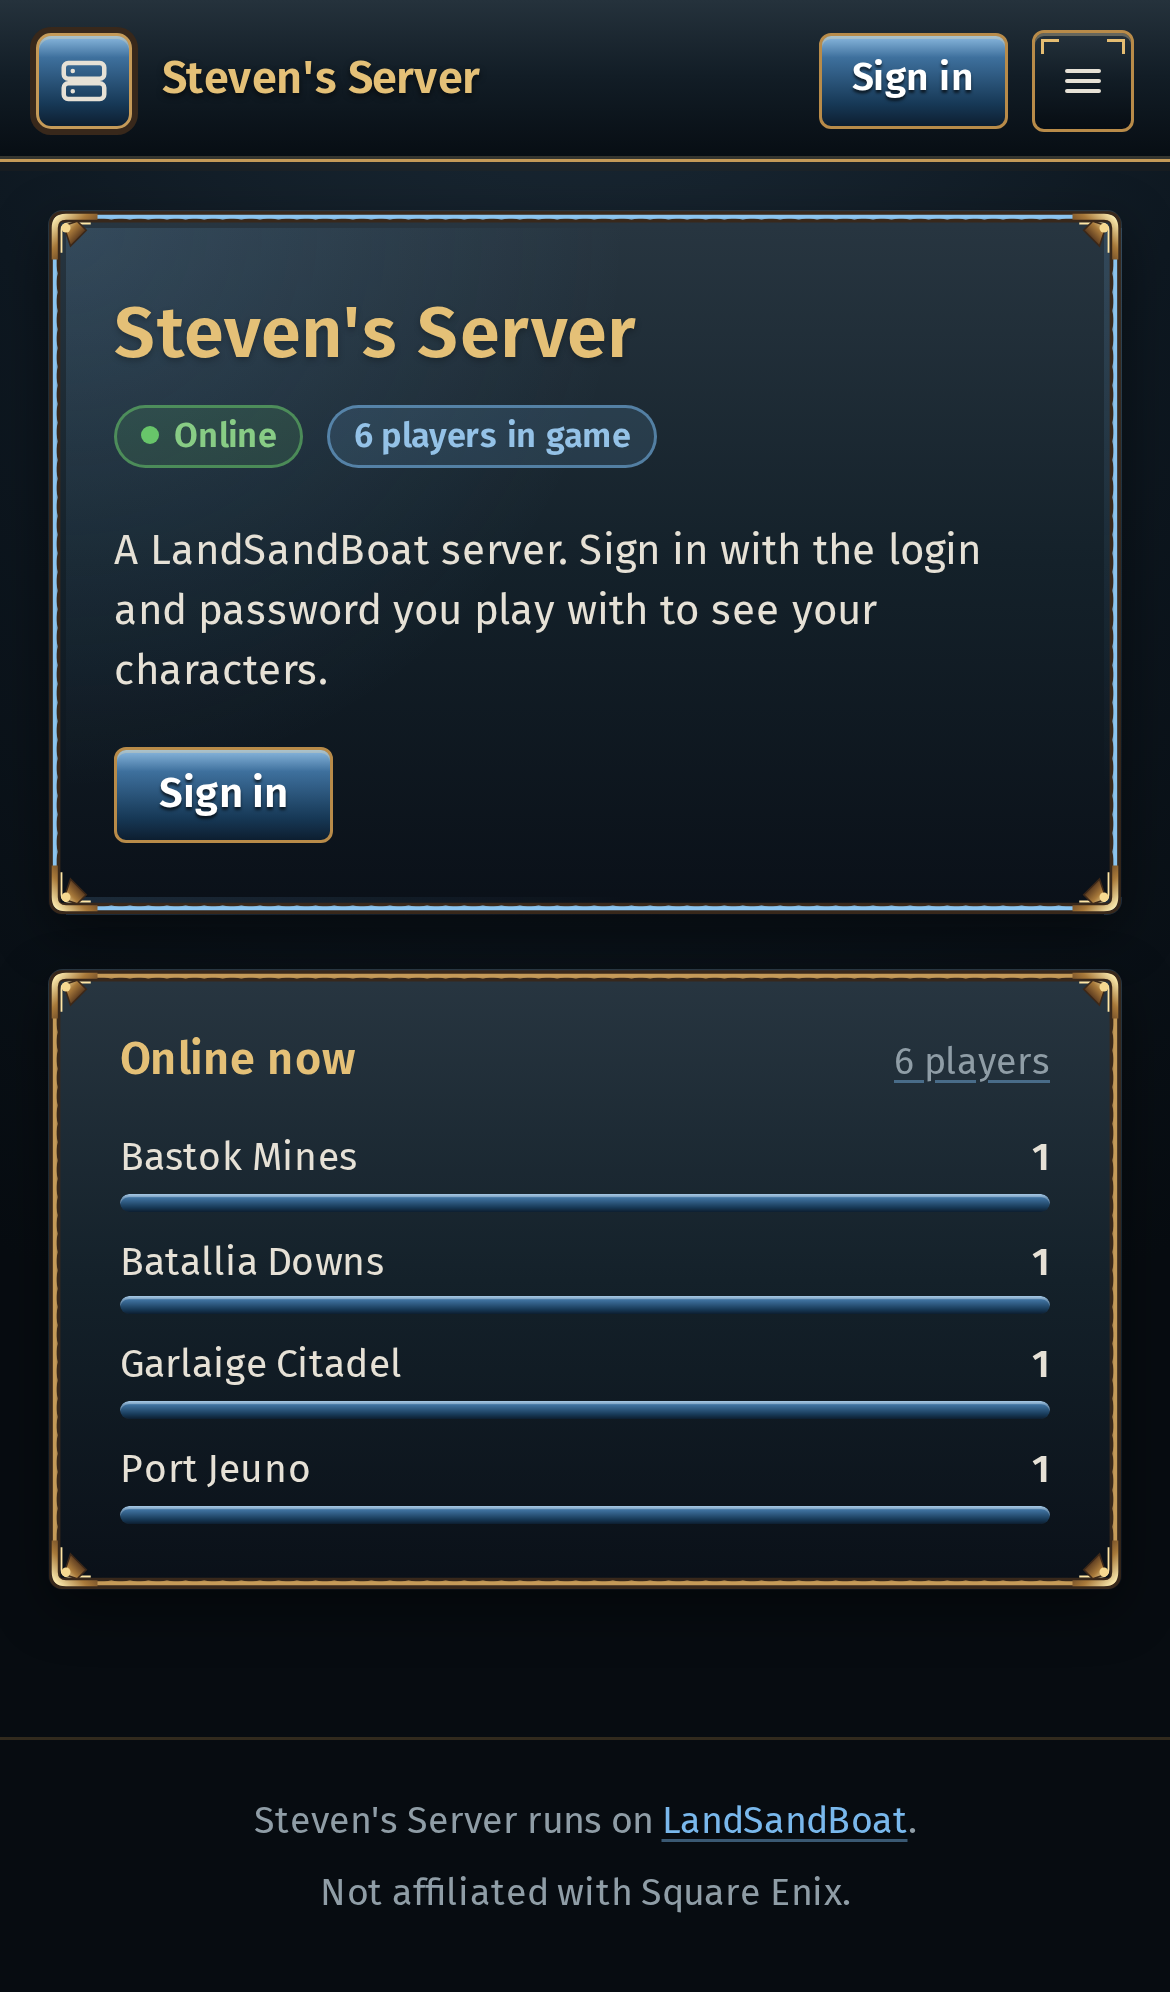 Steven's Server
Sign in
Steven's Server
Online
6 players in game
A LandSandBoat server. Sign in with the login
and password you play with to see your
characters.
Sign in
Online now
6 players
Bastok Mines 1
Batallia Downs 1
Garlaige Citadel 1
Port Jeuno 1
Steven's Server runs on LandSandBoat.
Not affiliated with Square Enix.